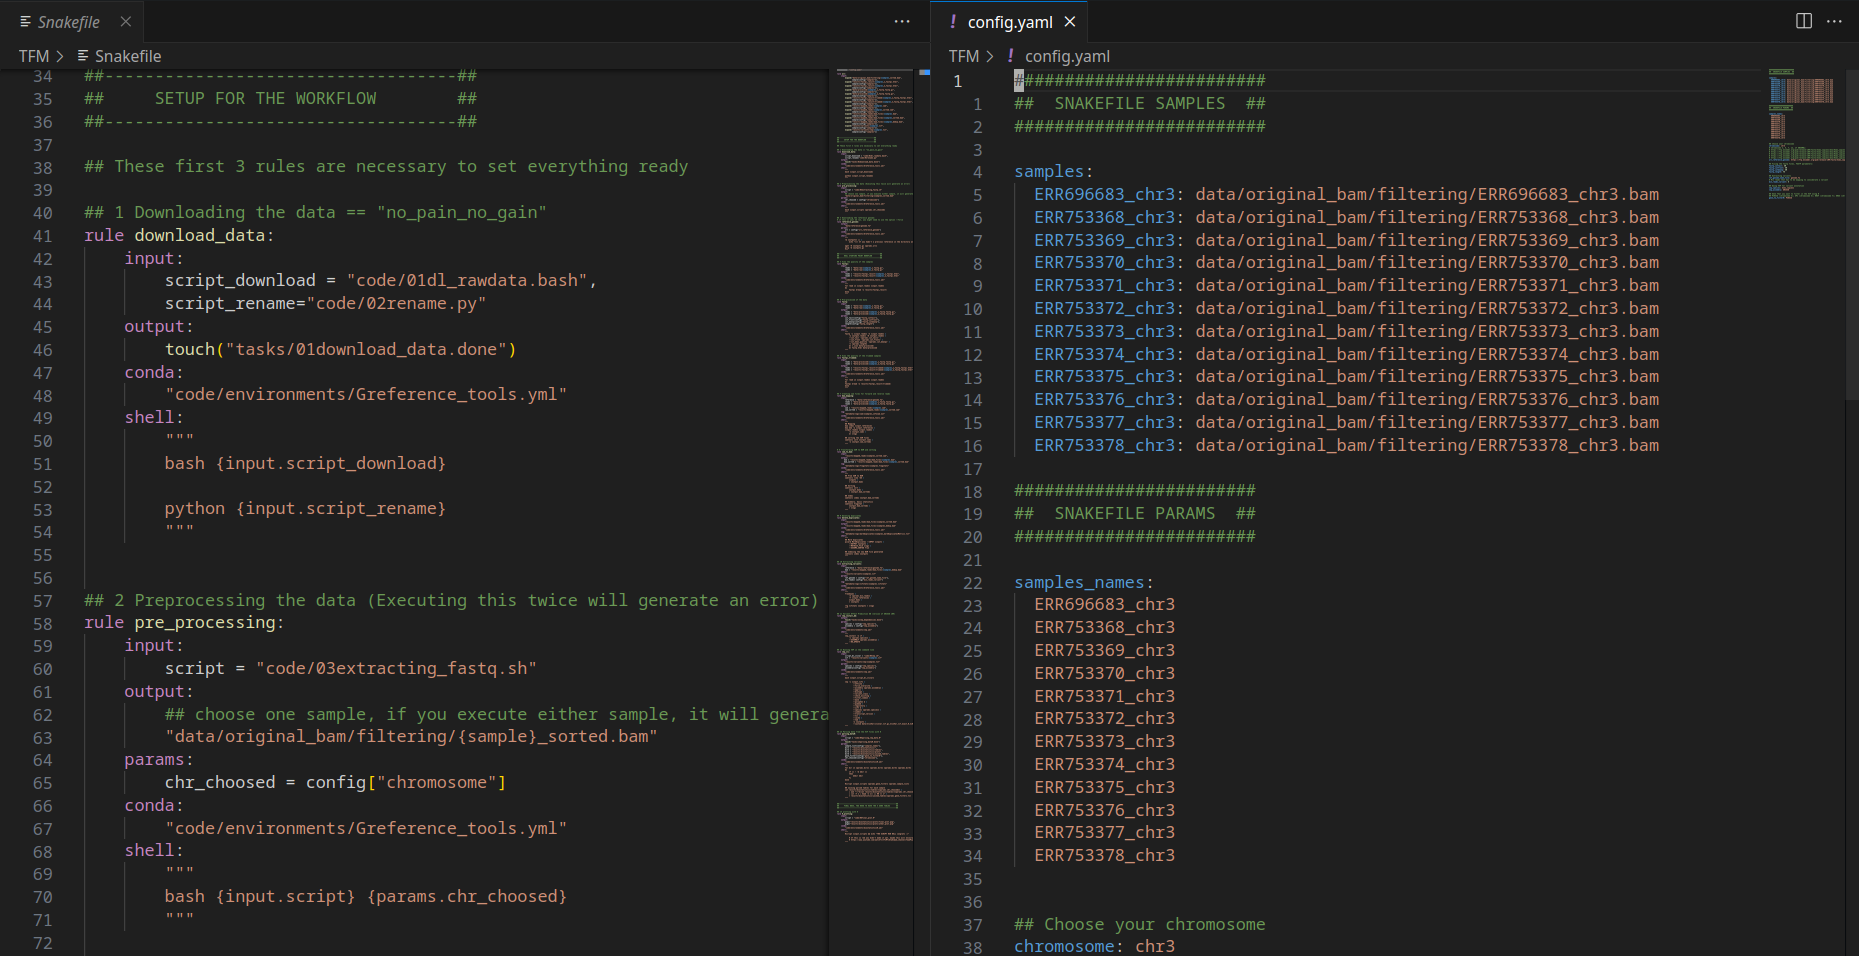 Snakefile
TFM > Snakefile
34 ##-----------------------------------##
35 ##     SETUP FOR THE WORKFLOW        ##
36 ##-----------------------------------##
37
38 ## These first 3 rules are necessary to set everything ready
39
40 ## 1 Downloading the data == "no_pain_no_gain"
41 rule download_data:
42     input:
43         script_download = "code/01dl_rawdata.bash",
44         script_rename="code/02rename.py"
45     output:
46         touch("tasks/01download_data.done")
47     conda:
48         "code/environments/Greference_tools.yml"
49     shell:
50         """
51         bash {input.script_download}
52
53         python {input.script_rename}
54         """
55
56
57 ## 2 Preprocessing the data (Executing this twice will generate an error)
58 rule pre_processing:
59     input:
60         script = "code/03extracting_fastq.sh"
61     output:
62         ## choose one sample, if you execute either sample, it will genera
63         "data/original_bam/filtering/{sample}_sorted.bam"
64     params:
65         chr_choosed = config["chromosome"]
66     conda:
67         "code/environments/Greference_tools.yml"
68     shell:
69         """
70         bash {input.script} {params.chr_choosed}
71         """
72
! config.yaml
TFM > ! config.yaml
1 #########################
1 ##  SNAKEFILE SAMPLES  ##
2 #########################
3
4 samples:
5   ERR696683_chr3: data/original_bam/filtering/ERR696683_chr3.bam
6   ERR753368_chr3: data/original_bam/filtering/ERR753368_chr3.bam
7   ERR753369_chr3: data/original_bam/filtering/ERR753369_chr3.bam
8   ERR753370_chr3: data/original_bam/filtering/ERR753370_chr3.bam
9   ERR753371_chr3: data/original_bam/filtering/ERR753371_chr3.bam
10   ERR753372_chr3: data/original_bam/filtering/ERR753372_chr3.bam
11   ERR753373_chr3: data/original_bam/filtering/ERR753373_chr3.bam
12   ERR753374_chr3: data/original_bam/filtering/ERR753374_chr3.bam
13   ERR753375_chr3: data/original_bam/filtering/ERR753375_chr3.bam
14   ERR753376_chr3: data/original_bam/filtering/ERR753376_chr3.bam
15   ERR753377_chr3: data/original_bam/filtering/ERR753377_chr3.bam
16   ERR753378_chr3: data/original_bam/filtering/ERR753378_chr3.bam
17
18 ########################
19 ##  SNAKEFILE PARAMS  ##
20 ########################
21
22 samples_names:
23   ERR696683_chr3
24   ERR753368_chr3
25   ERR753369_chr3
26   ERR753370_chr3
27   ERR753371_chr3
28   ERR753372_chr3
29   ERR753373_chr3
30   ERR753374_chr3
31   ERR753375_chr3
32   ERR753376_chr3
33   ERR753377_chr3
34   ERR753378_chr3
35
36
37 ## Choose your chromosome
38 chromosome: chr3